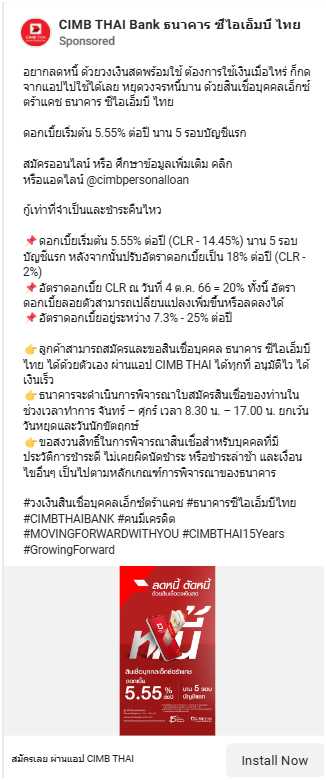 CIMB THAI Bank ธนาคาร ซีไอเอ็มบี ไทย
Sponsored
อยากลดหนี้ ด้วยวงเงินสดพร้อมใช้ ต้องการใช้เงินเมื่อไหร่ ก็กด
จากแอปไปใช้ได้เลย หยุดวงจรหนี้บาน ด้วยสินเชื่อบุคคลเอ็กซ์
ตร้าแคช ธนาคาร ซีไอเอ็มบี ไทย
ดอกเบี้ยเริ่มต้น 5.55% ต่อปี นาน 5 รอบบัญชีแรก
สมัครออนไลน์ หรือ ศึกษาข้อมูลเพิ่มเติม คลิก
หรือแอดไลน์ @cimbpersonalloan
กู้เท่าที่จำเป็นและชำระคืนไหว
📌ดอกเบี้ยเริ่มต้น 5.55% ต่อปี (CLR - 14.45%) นาน 5 รอบ
บัญชีแรก หลังจากนั้นปรับอัตราดอกเบี้ยเป็น 18% ต่อปี (CLR -
2%)
📌อัตราดอกเบี้ย CLR ณ วันที่ 4 ต.ค. 66 = 20% ทั้งนี้ อัตรา
ดอกเบี้ยลอยตัวสามารถเปลี่ยนแปลงเพิ่มขึ้นหรือลดลงได้
📌อัตราดอกเบี้ยอยู่ระหว่าง 7.3% - 25% ต่อปี
👉ลูกค้าสามารถสมัครและขอสินเชื่อบุคคล ธนาคาร ซีไอเอ็มบี
ไทย ได้ด้วยตัวเอง ผ่านแอป CIMB THAI ได้ทุกที่ อนุมัติไว ได้
เงินเร็ว
👉ธนาคารจะดำเนินการพิจารณาใบสมัครสินเชื่อของท่านใน
ช่วงเวลาทำการ จันทร์ – ศุกร์ เวลา 8.30 น. – 17.00 น. ยกเว้น
วันหยุดและวันนักขัตฤกษ์
👉ขอสงวนสิทธิ์ในการพิจารณาสินเชื่อสำหรับบุคคลที่มี
ประวัติการชำระดี ไม่เคยผิดนัดชำระ หรือชำระล่าช้า และเงื่อน
ไขอื่นๆ เป็นไปตามหลักเกณฑ์การพิจารณาของธนาคาร
#วงเงินสินเชื่อบุคคลเอ็กซ์ตร้าแคช #ธนาคารซีไอเอ็มบีไทย
#CIMBTHAIBANK #คนมีเครดิต
#MOVINGFORWARDWITHYOU #CIMBTHAI15Years
#GrowingForward
ลดหนี้ ตัดหนี้
ด้วยสินเชื่อวงเงินสด
หนี้
สินเชื่อบุคคลเอ็กซ์ตร้าแคช
ดอกเบี้ย
5.55 % ต่อปี
นาน 5 รอบ
บัญชีแรก
สมัครเลย ผ่านแอป CIMB THAI
Install Now